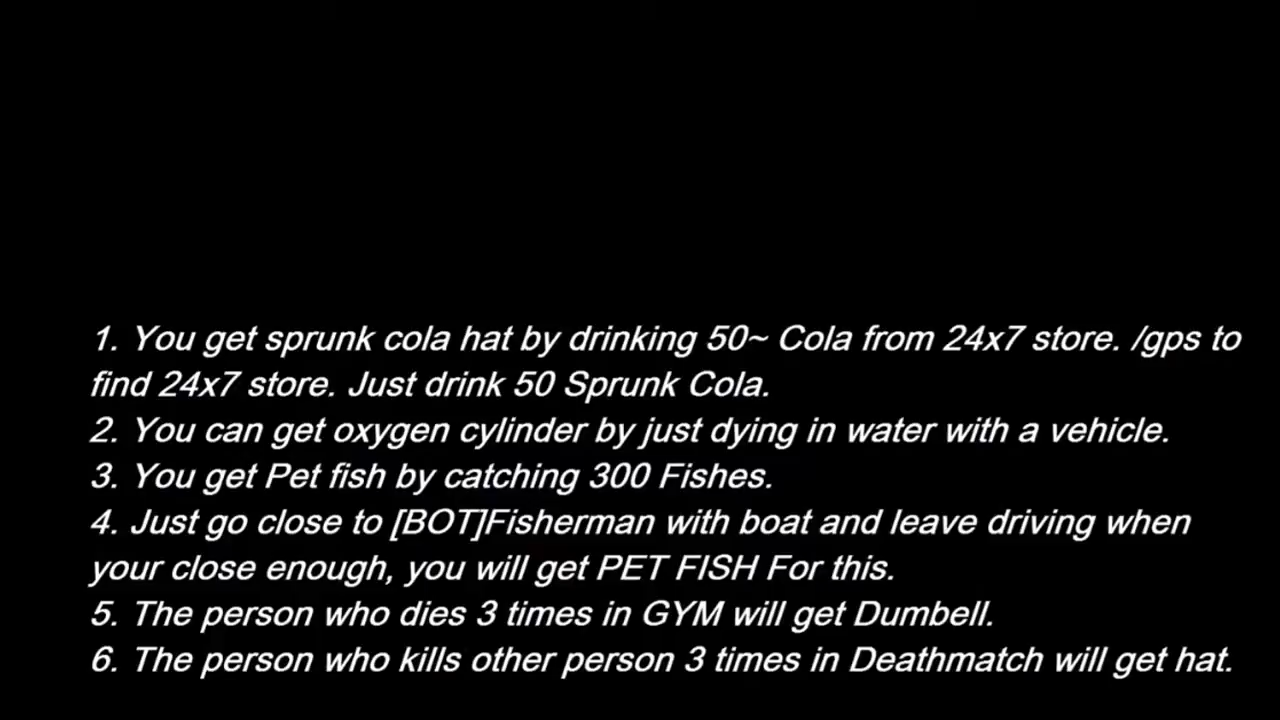 1. You get sprunk cola hat by drinking 50~ Cola from 24x7 store. /gps to
find 24x7 store. Just drink 50 Sprunk Cola.
2. You can get oxygen cylinder by just dying in water with a vehicle.
3. You get Pet fish by catching 300 Fishes.
4. Just go close to [BOT]Fisherman with boat and leave driving when
your close enough, you will get PET FISH For this.
5. The person who dies 3 times in GYM will get Dumbell.
6. The person who kills other person 3 times in Deathmatch will get hat.